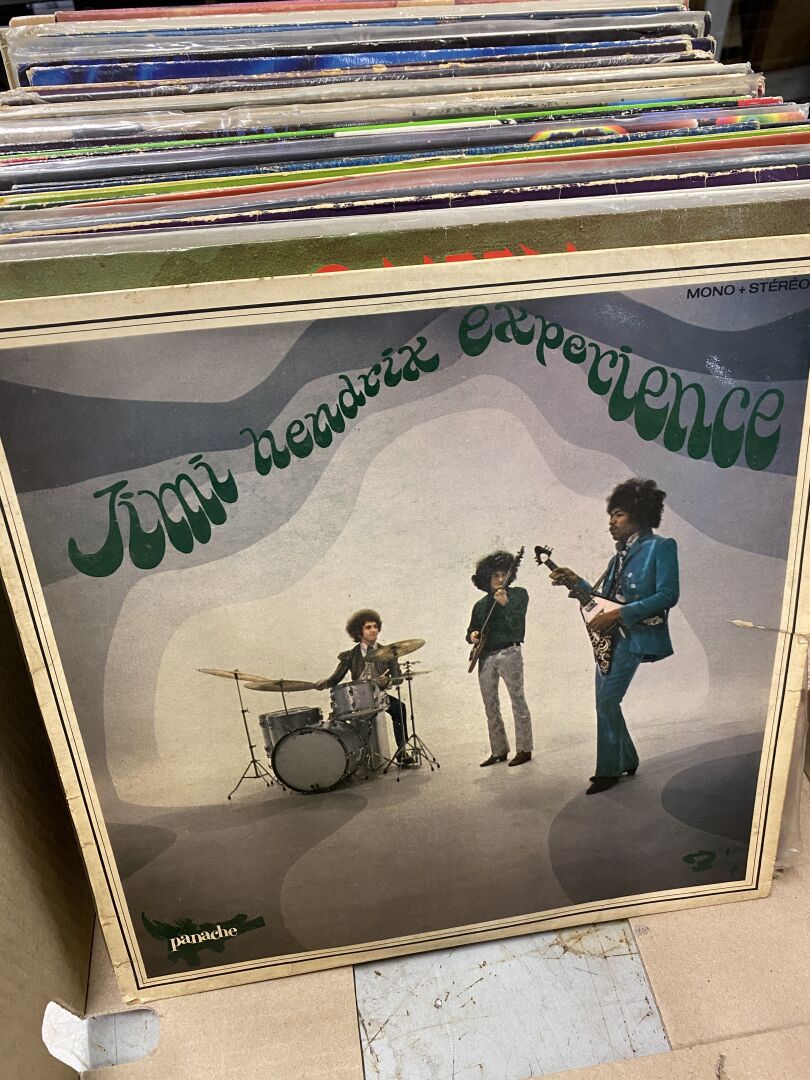 MONO + STÉRÉO
Jimi hendrix experience
panache